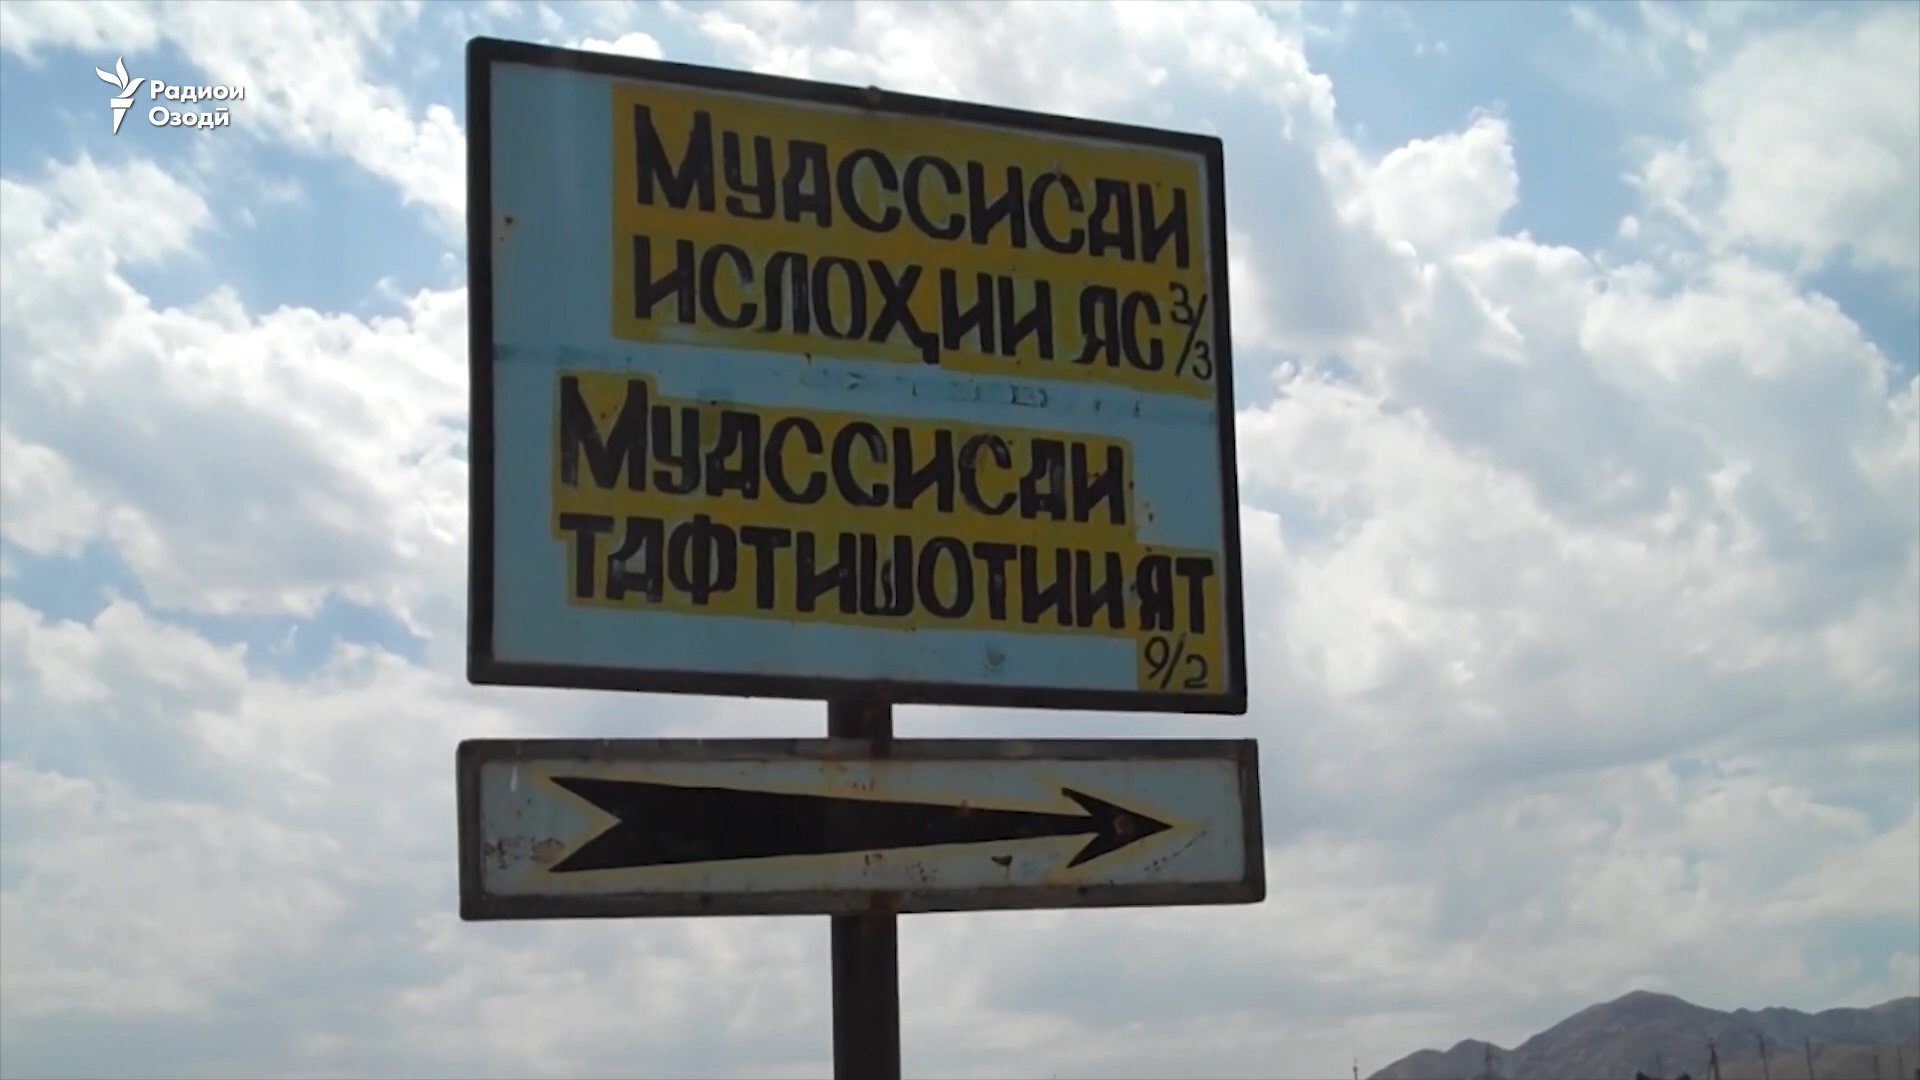 Радиои
Озодӣ
Муассисаи
ислоҳии ЯС 3/3
Муассисаи
тафтишотии ЯТ
9/2